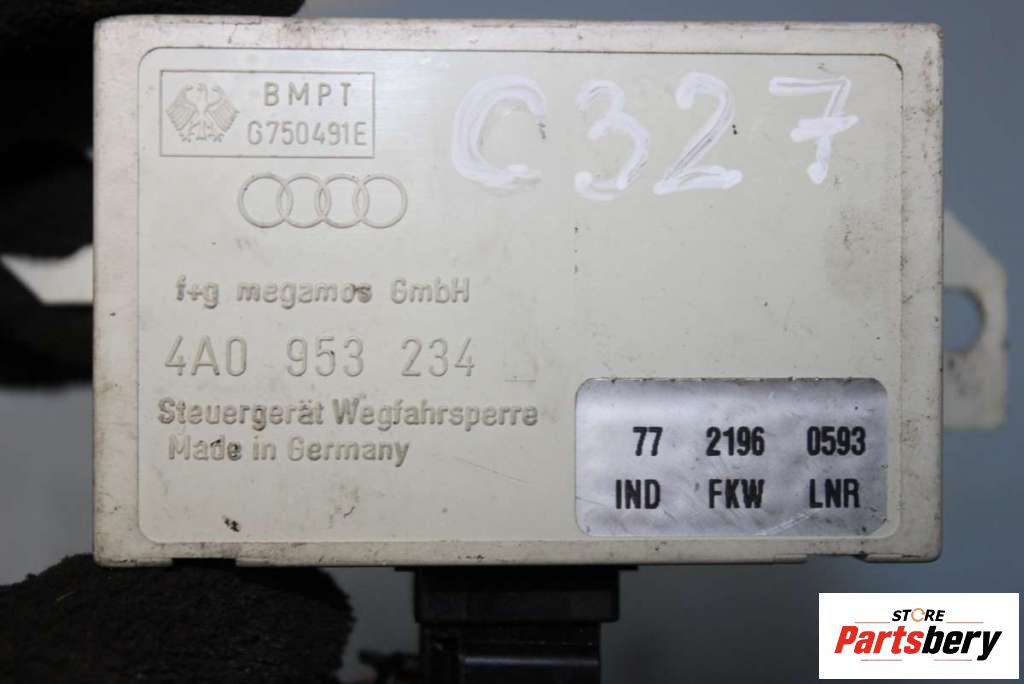 BMPT
G750491E
C327
f+g megamos GmbH
4A0 953 234
Steuergerät Wegfahrsperre
Made in Germany
77 2196 0593
IND FKW LNR
STORE
Partsbery